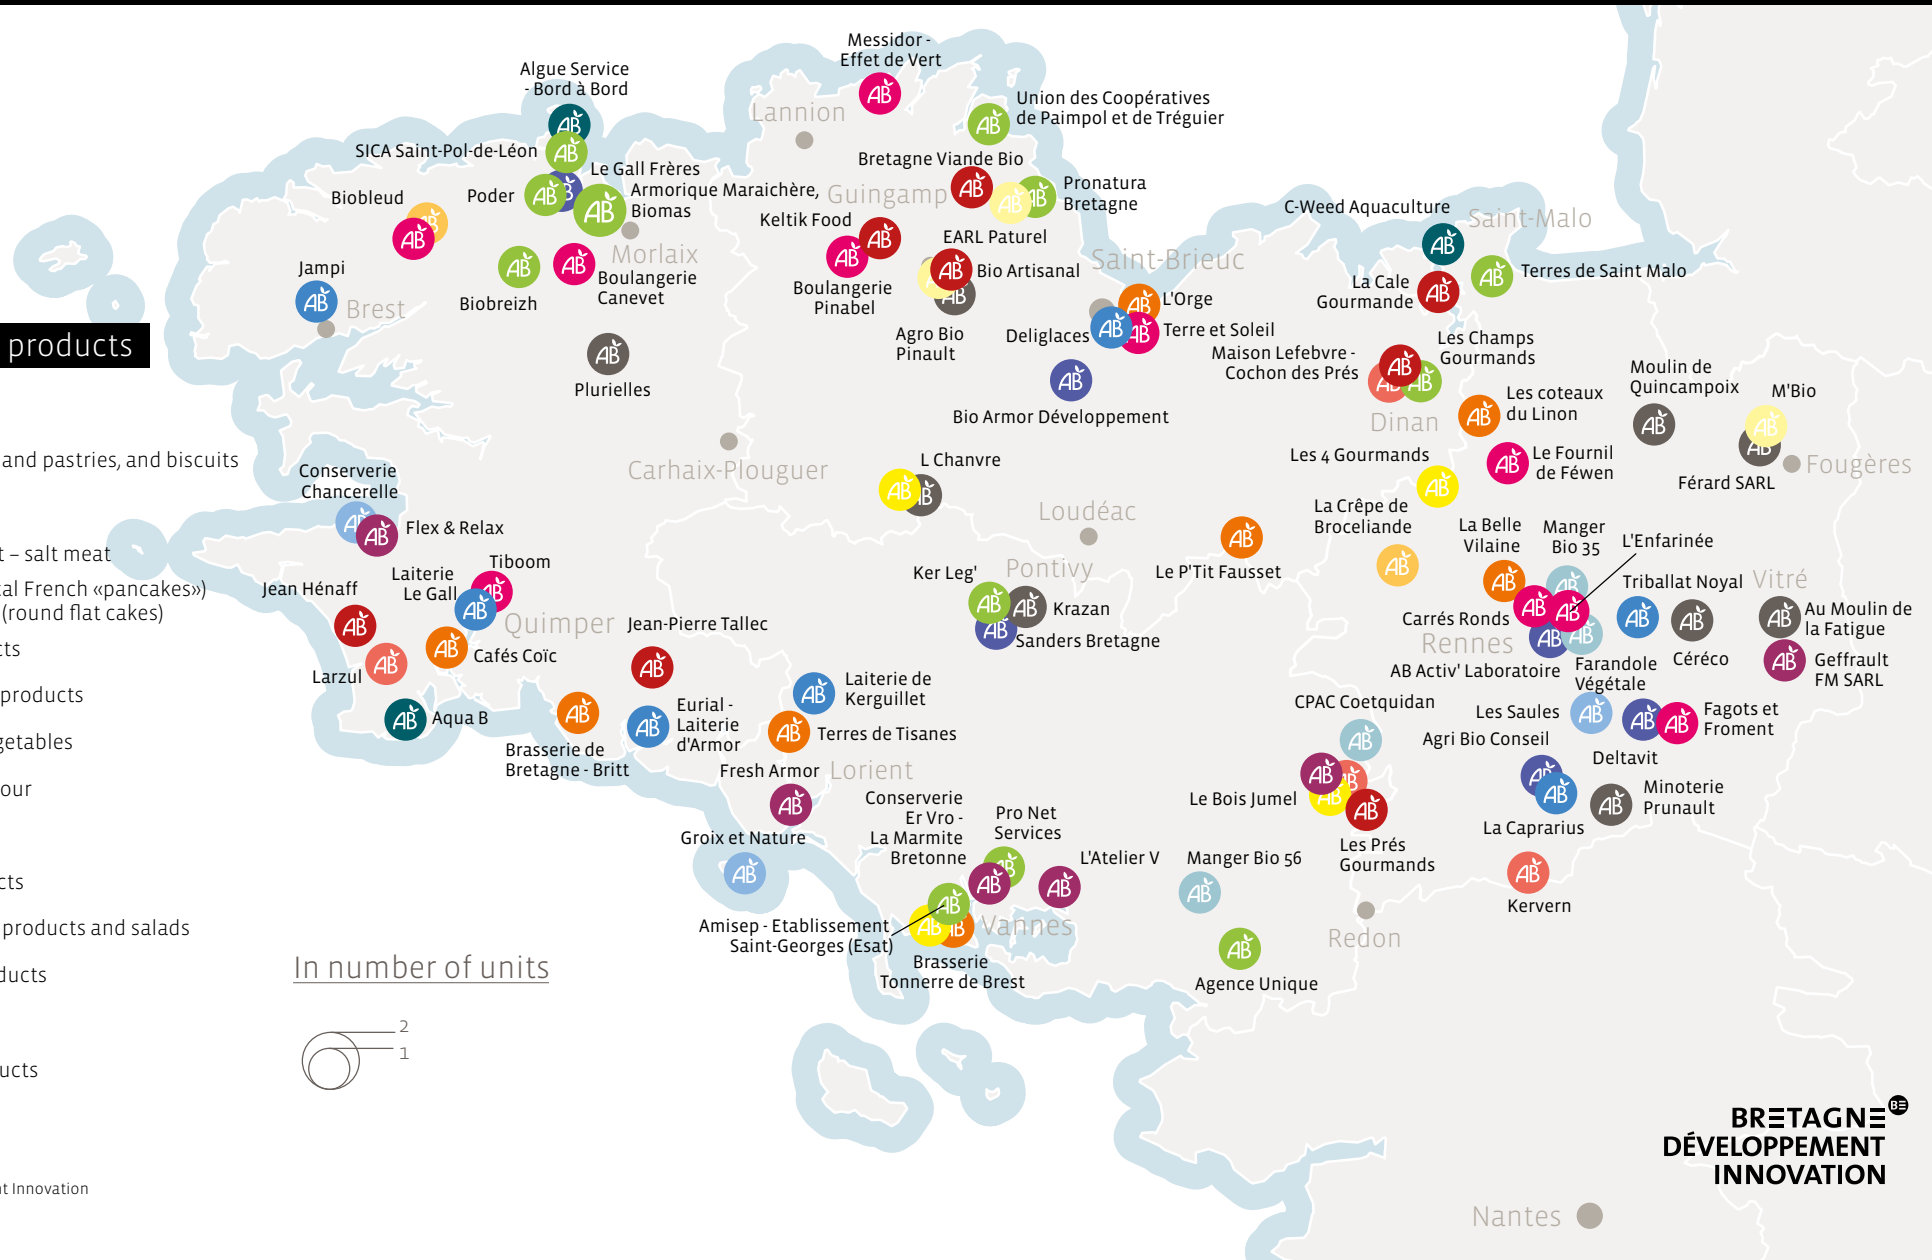 products
and pastries, and biscuits
t – salt meat
cal French «pancakes»)
(round flat cakes)
cts
products
getables
our
cts
products and salads
ducts
ucts
nt Innovation
In number of units
2
1
Messidor -
Effet de Vert
Algue Service
- Bord à Bord
Lannion
Union des Coopératives
de Paimpol et de Tréguier
SICA Saint-Pol-de-Léon
Bretagne Viande Bio
Le Gall Frères
Biobleud
Poder
Armorique Maraichère,
Biomas
Guingamp
Pronatura
Bretagne
Keltik Food
C-Weed Aquaculture
Saint-Malo
EARL Paturel
Morlaix
Saint-Brieuc
Jampi
Boulangerie
Canevet
Bio Artisanal
Terres de Saint Malo
Biobreizh
Boulangerie
Pinabel
La Cale
Gourmande
Brest
L'Orge
Agro Bio
Pinault
Deliglaces
Terre et Soleil
Les Champs
Gourmands
Maison Lefebvre -
Cochon des Prés
Plurielles
Moulin de
Quincampoix
M'Bio
Bio Armor Développement
Les coteaux
du Linon
Dinan
Carhaix-Plouguer
L Chanvre
Les 4 Gourmands
Le Fournil
de Féwen
Fougères
Férard SARL
Conserverie
Chancerelle
Flex & Relax
Loudéac
La Crêpe de
Broceliande
La Belle
Vilaine
Manger
Bio 35
L'Enfarinée
Tiboom
Laiterie
Le Gall
Ker Leg'
Pontivy
Le P'Tit Fausset
Triballat Noyal
Vitré
Jean Hénaff
Krazan
Carrés Ronds
Au Moulin de
la Fatigue
Quimper
Jean-Pierre Tallec
Sanders Bretagne
Rennes
Cafés Coïc
AB Activ' Laboratoire
Farandole
Végétale
Céréco
Geffrault
FM SARL
Larzul
Laiterie de
Kerguillet
CPAC Coetquidan
Aqua B
Eurial -
Laiterie
d'Armor
Les Saules
Fagots et
Froment
Terres de Tisanes
Agri Bio Conseil
Brasserie de
Bretagne - Britt
Deltavit
Fresh Armor
Lorient
Le Bois Jumel
Minoterie
Prunault
Conserverie
Er Vro -
La Marmite
Bretonne
Pro Net
Services
La Caprarius
Groix et Nature
L'Atelier V
Manger Bio 56
Les Prés
Gourmands
Kervern
Amisep - Etablissement
Saint-Georges (Esat)
Vannes
Redon
Brasserie
Tonnerre de Brest
Agence Unique
BRETAGNE
DÉVELOPPEMENT
INNOVATION
Nantes